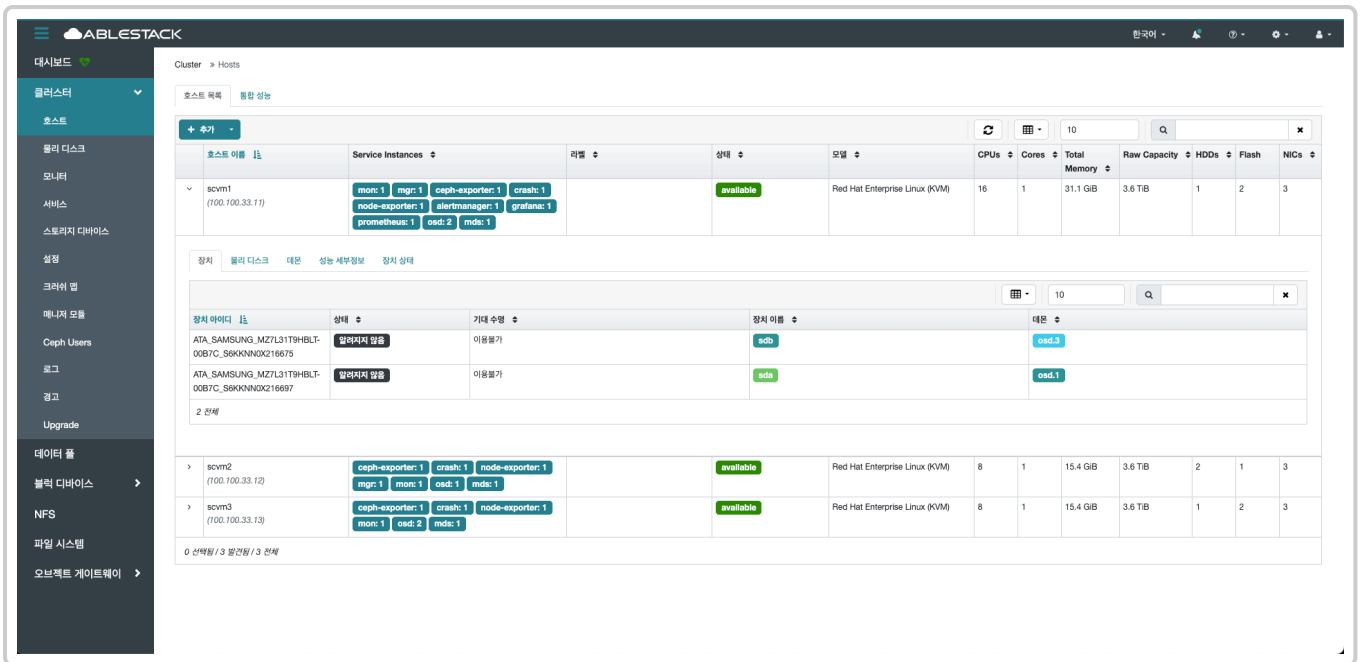 ABLESTACK
한국어
대시보드
클러스터
호스트
물리 디스크
모니터
서비스
스토리지 디바이스
설정
크러쉬 맵
매니저 모듈
Ceph Users
로그
경고
Upgrade
데이터 풀
블럭 디바이스
NFS
파일 시스템
오브젝트 게이트웨이
Cluster » Hosts
호스트 목록 통합 성능
+ 추가 10
호스트 이름 Service Instances 라벨 상태 모델 CPUs Cores Total Memory Raw Capacity HDDs Flash NICs
scvm1 mon: 1 mgr: 1 ceph-exporter: 1 crash: 1 available Red Hat Enterprise Linux (KVM) 16 1 31.1 GiB 3.6 TiB 1 2 3
(100.100.33.11) node-exporter: 1 alertmanager: 1 grafana: 1
prometheus: 1 osd: 2 mds: 1
장치 물리 디스크 데몬 성능 세부정보 장치 상태
10
장치 아이디 상태 기대 수명 장치 이름 데몬
ATA_SAMSUNG_MZ7L31T9HBLT- 알려지지 않음 이용불가 sdb osd.3
00B7C_S6KKNN0X216675
ATA_SAMSUNG_MZ7L31T9HBLT- 알려지지 않음 이용불가 sda osd.1
00B7C_S6KKNN0X216697
2 전체
scvm2 ceph-exporter: 1 crash: 1 node-exporter: 1 available Red Hat Enterprise Linux (KVM) 8 1 15.4 GiB 3.6 TiB 2 1 3
(100.100.33.12) mgr: 1 mon: 1 osd: 1 mds: 1
scvm3 ceph-exporter: 1 crash: 1 node-exporter: 1 available Red Hat Enterprise Linux (KVM) 8 1 15.4 GiB 3.6 TiB 1 2 3
(100.100.33.13) mon: 1 osd: 2 mds: 1
0 선택됨 / 3 발견됨 / 3 전체